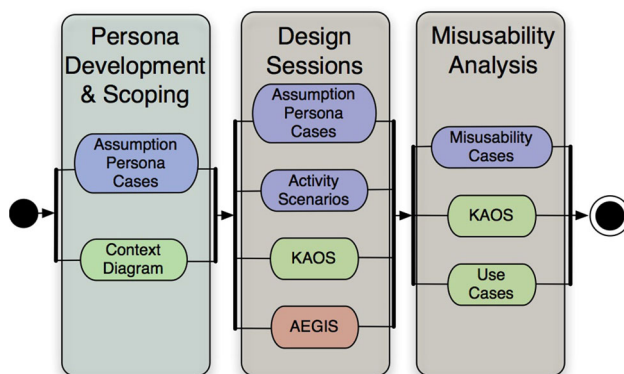 Persona
Development
& Scoping
Assumption
Persona
Cases
Context
Diagram
Design
Sessions
Assumption
Persona
Cases
Activity
Scenarios
KAOS
AEGIS
Misusability
Analysis
Misusability
Cases
KAOS
Use
Cases